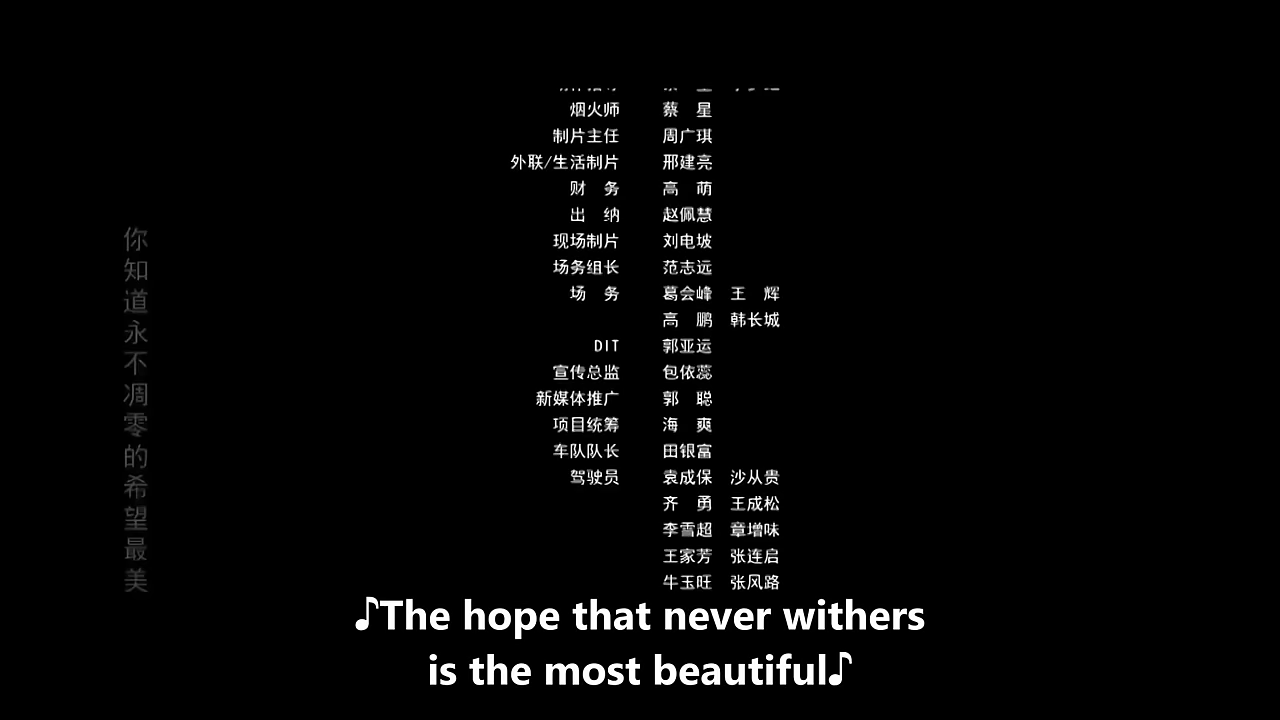 烟火师 蔡 星
制片主任 周广琪
外联/生活制片 邢建亮
财 务 高 萌
出 纳 赵佩慧
现场制片 刘电坡
场务组长 范志远
场 务 葛会峰 王 辉
高 鹏 韩长城
DIT 郭亚运
宣传总监 包依蕊
新媒体推广 郭 聪
项目统筹 海 爽
车队队长 田银富
驾驶员 袁成保 沙从贵
齐 勇 王成松
李雪超 章增味
王家芳 张连启
牛玉旺 张风路
你知道永不凋零的希望最美
♪The hope that never withers
is the most beautiful♪